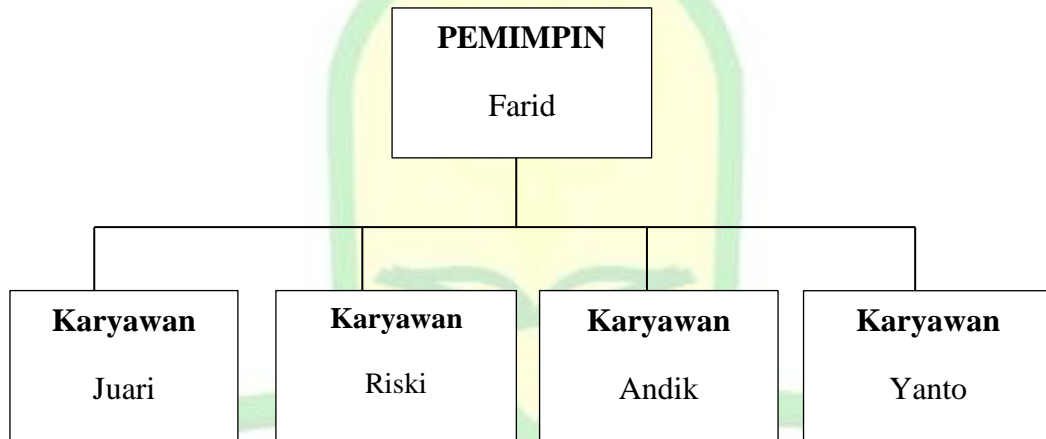 PEMIMPIN
Farid
Karyawan
Juari
Karyawan
Riski
Karyawan
Andik
Karyawan
Yanto